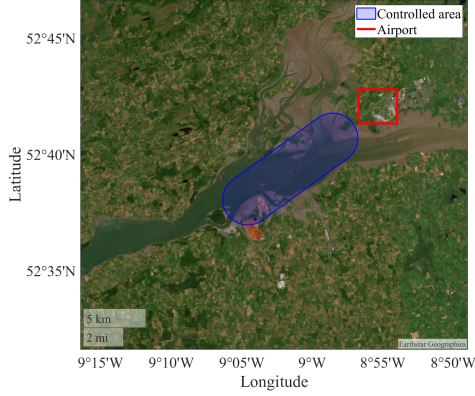 Controlled area
Airport
52°45'N
52°40'N
52°35'N
Latitude
5 km
2 mi
Earthstar Geographics
9°15'W 9°10'W 9°05'W 9°W 8°55'W 8°50'W
Longitude